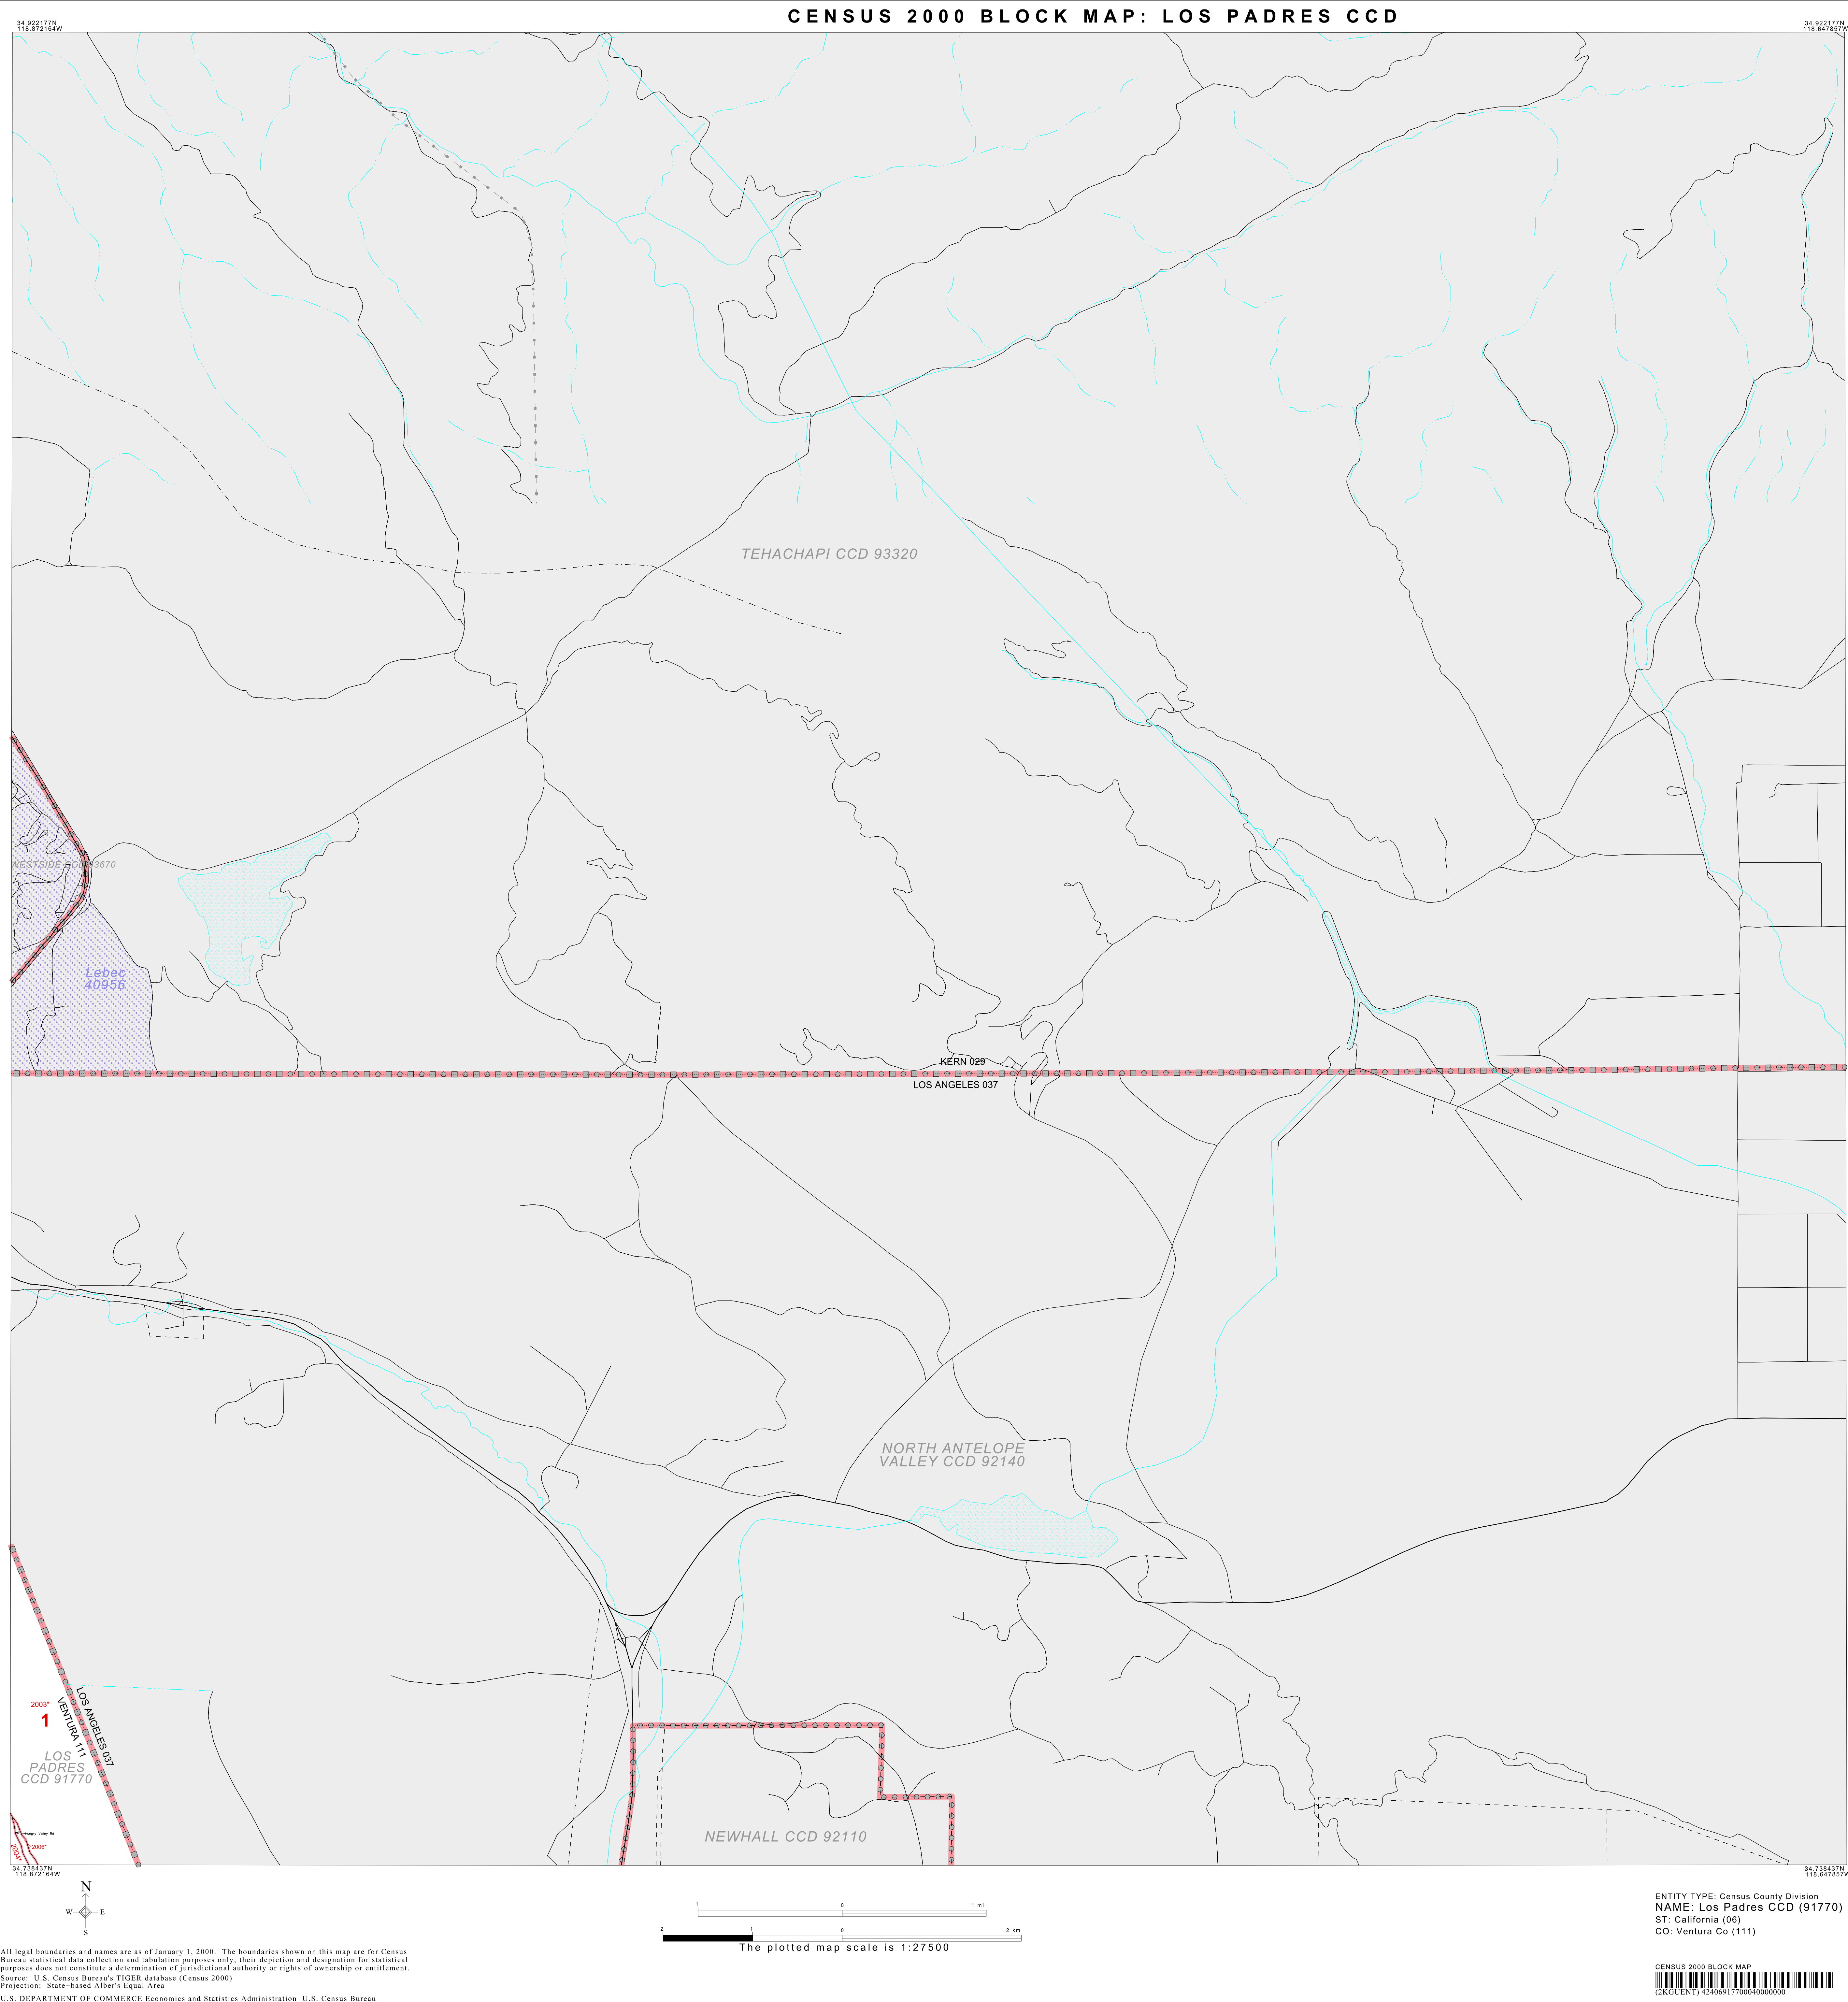 CENSUS 2000 BLOCK MAP: LOS PADRES CCD
34.922177N
118.872164W
34.922177N
118.647857W
TEHACHAPI CCD 93320
WESTSIDE CCD 93670
Lebec
40956
KERN 029
LOS ANGELES 037
NORTH ANTELOPE
VALLEY CCD 92140
2003*
1
LOS ANGELES 037
VENTURA 111
LOS
PADRES
CCD 91770
Hungry Valley Rd
2006*
2004*
NEWHALL CCD 92110
34.738437N
118.872164W
34.738437N
118.647857W
N
W
E
S
1 0 1 mi
2 1 0 2 km
The plotted map scale is 1:27500
All legal boundaries and names are as of January 1, 2000. The boundaries shown on this map are for Census
Bureau statistical data collection and tabulation purposes only; their depiction and designation for statistical
purposes does not constitute a determination of jurisdictional authority or rights of ownership or entitlement.
Source: U.S. Census Bureau's TIGER database (Census 2000)
Projection: State-based Alber's Equal Area
U.S. DEPARTMENT OF COMMERCE Economics and Statistics Administration U.S. Census Bureau
ENTITY TYPE: Census County Division
NAME: Los Padres CCD (91770)
ST: California (06)
CO: Ventura Co (111)
CENSUS 2000 BLOCK MAP
(2KGUENT) 42406917700040000000